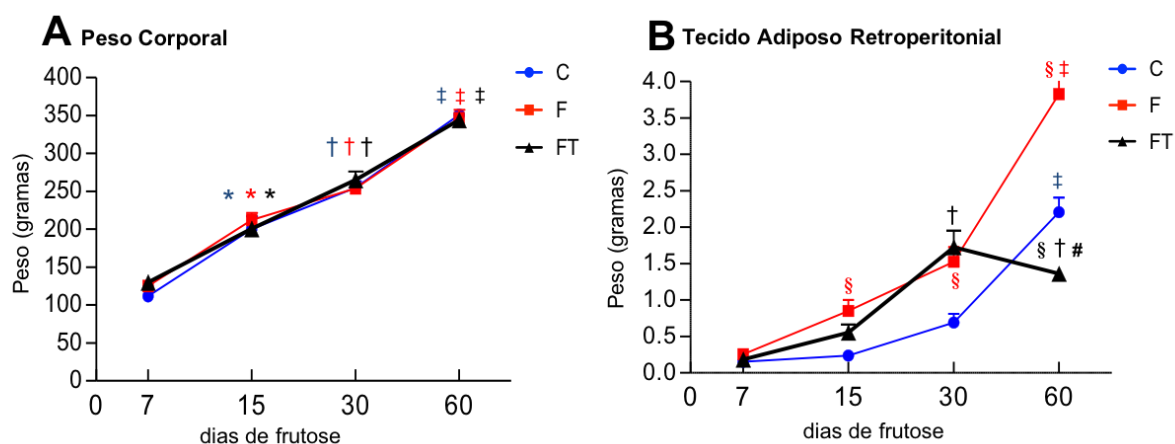 A Peso Corporal
Peso (gramas)
400
350
300
250
200
150
100
50
0
* * *
† † †
‡ ‡ ‡
C
F
FT
0 7 15 30 60
dias de frutose
B Tecido Adiposo Retroperitonial
Peso (gramas)
4.0
3.5
3.0
2.5
2.0
1.5
1.0
0.5
0.0
§
†
§
§ ‡
‡
§ † #
C
F
FT
0 7 15 30 60
dias de frutose